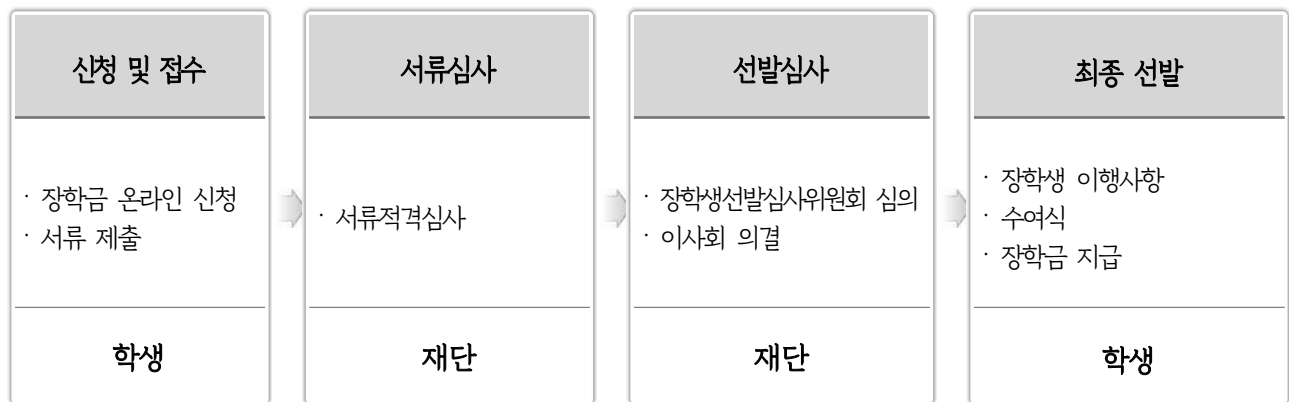 신청 및 접수
· 장학금 온라인 신청
· 서류 제출
학생
서류심사
· 서류적격심사
재단
선발심사
· 장학생선발심사위원회 심의
· 이사회 의결
재단
최종 선발
· 장학생 이행사항
· 수여식
· 장학금 지급
학생